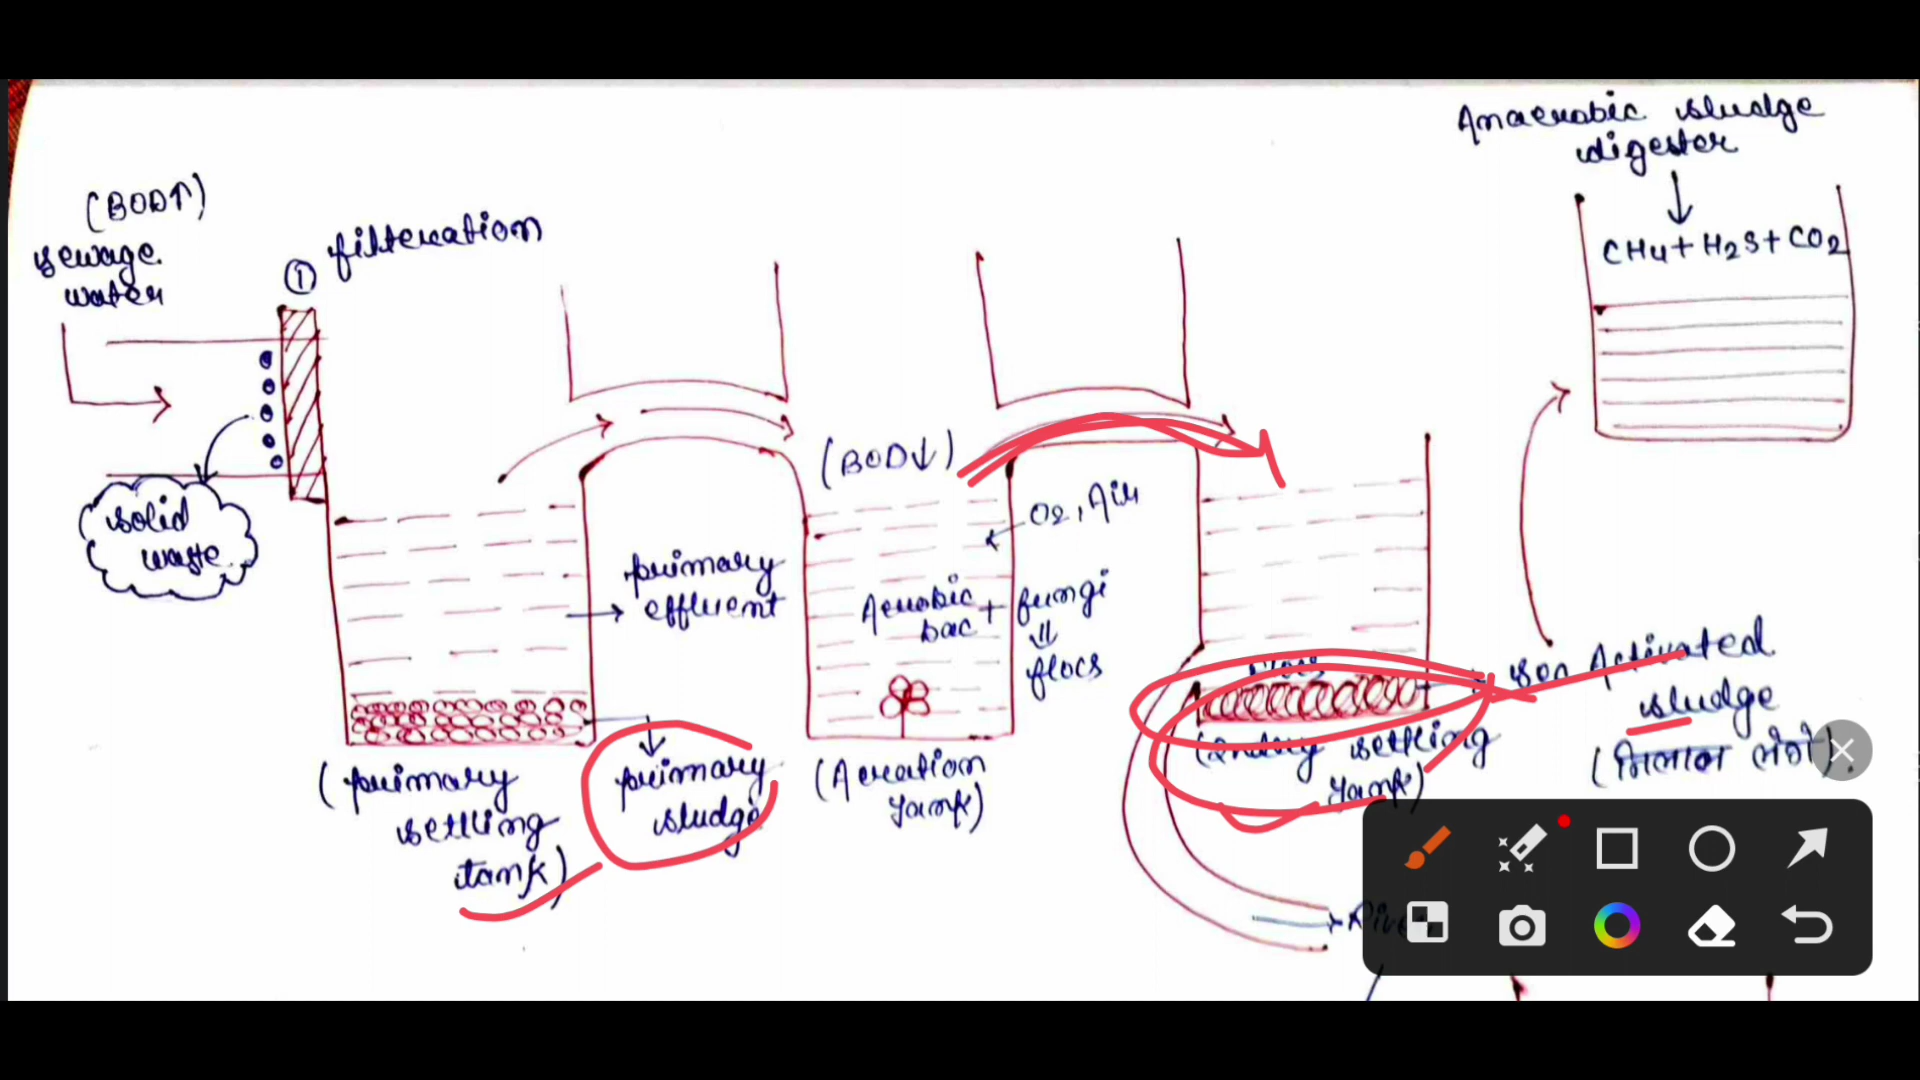 (BOD↑)
sewage
water
① filteration
solid
waste
(primary
settling
tank)
primary
effluent
primary
sludge
(BOD↓)
O2, Air
Aerobic + fungi
bac
⇓
flocs
(Aeration
Tank)
(2ndry settling
Tank)
Activated
sludge
Anaerobic sludge
digester
↓
CH4 + H2S + CO2